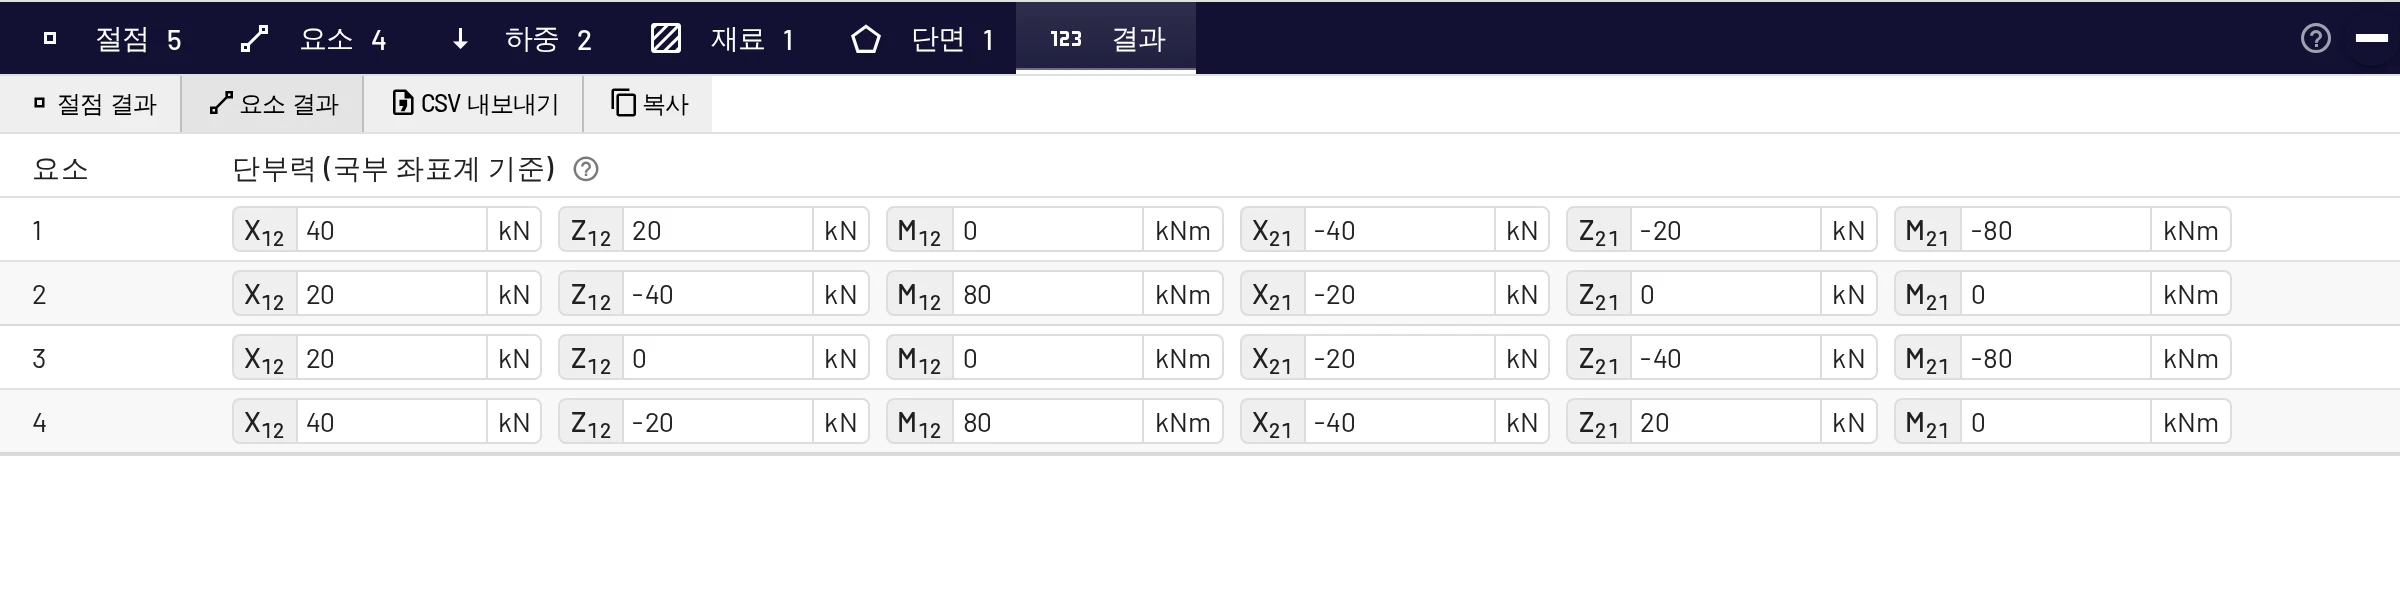 절점 5 요소 4 하중 2 재료 1 단면 1 123 결과
절점 결과 요소 결과 CSV 내보내기 복사
요소 단부력 (국부 좌표계 기준)
1 X12 40 kN Z12 20 kN M12 0 kNm X21 -40 kN Z21 -20 kN M21 -80 kNm
2 X12 20 kN Z12 -40 kN M12 80 kNm X21 -20 kN Z21 0 kN M21 0 kNm
3 X12 20 kN Z12 0 kN M12 0 kNm X21 -20 kN Z21 -40 kN M21 -80 kNm
4 X12 40 kN Z12 -20 kN M12 80 kNm X21 -40 kN Z21 20 kN M21 0 kNm